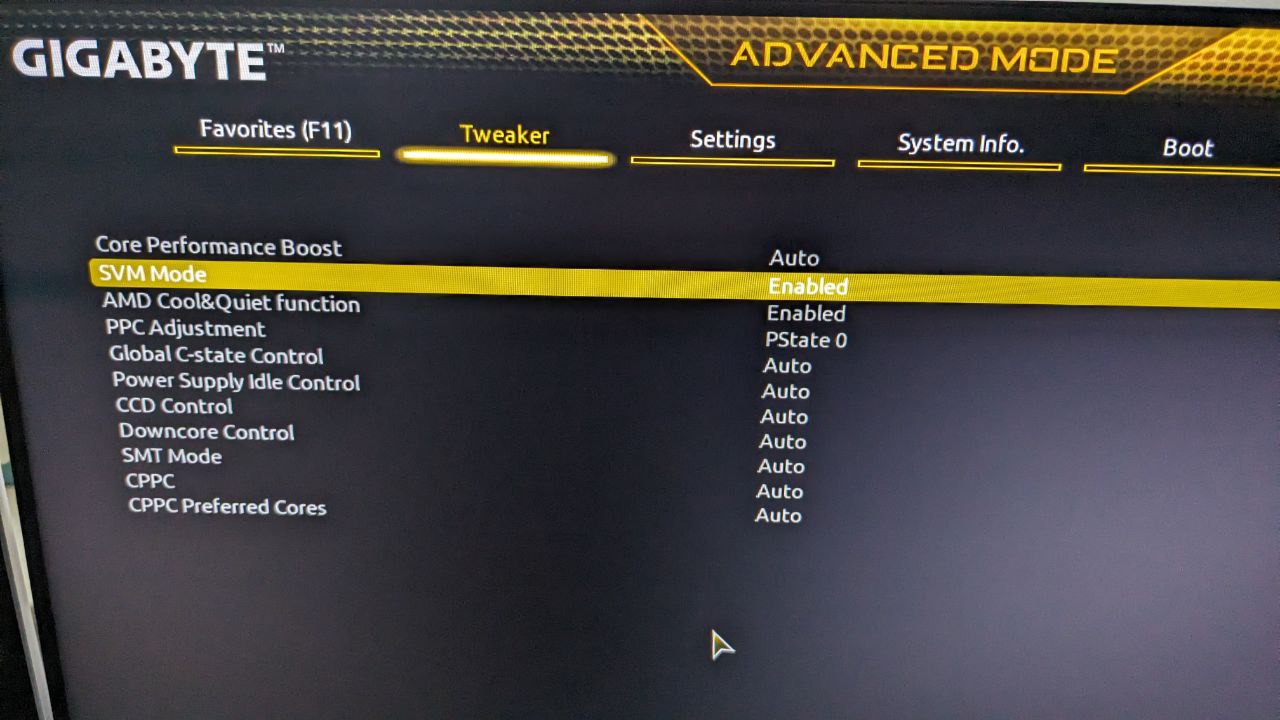 GIGABYTE™
ADVANCED MODE
Favorites (F11) Tweaker Settings System Info. Boot
Core Performance Boost Auto
SVM Mode Enabled
AMD Cool&Quiet function Enabled
PPC Adjustment PState 0
Global C-state Control Auto
Power Supply Idle Control Auto
CCD Control Auto
Downcore Control Auto
SMT Mode Auto
CPPC Auto
CPPC Preferred Cores Auto